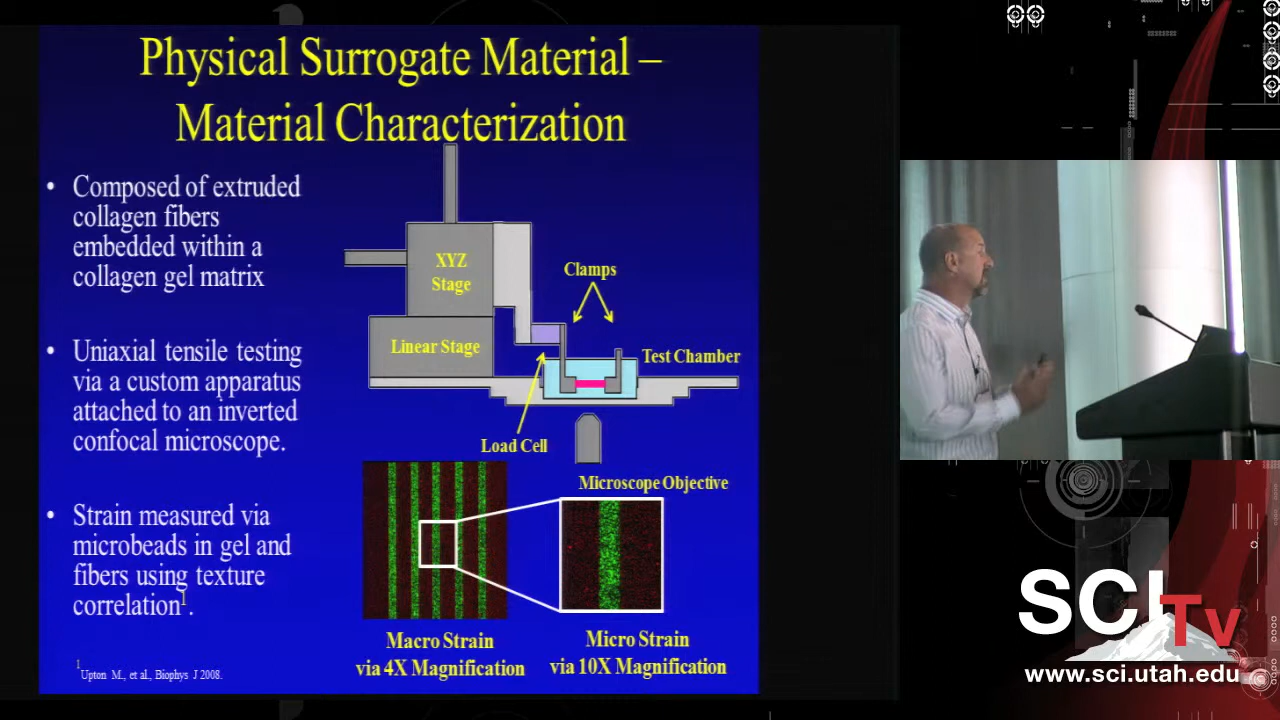 Physical Surrogate Material –
Material Characterization
• Composed of extruded
collagen fibers
embedded within a
collagen gel matrix
• Uniaxial tensile testing
via a custom apparatus
attached to an inverted
confocal microscope.
• Strain measured via
microbeads in gel and
fibers using texture
correlation1.
1
Upton M., et al., Biophys J 2008.
XYZ
Stage
Linear Stage
Clamps
Test Chamber
Load Cell
Microscope Objective
Macro Strain
via 4X Magnification
Micro Strain
via 10X Magnification
SCI
Tv
www.sci.utah.edu